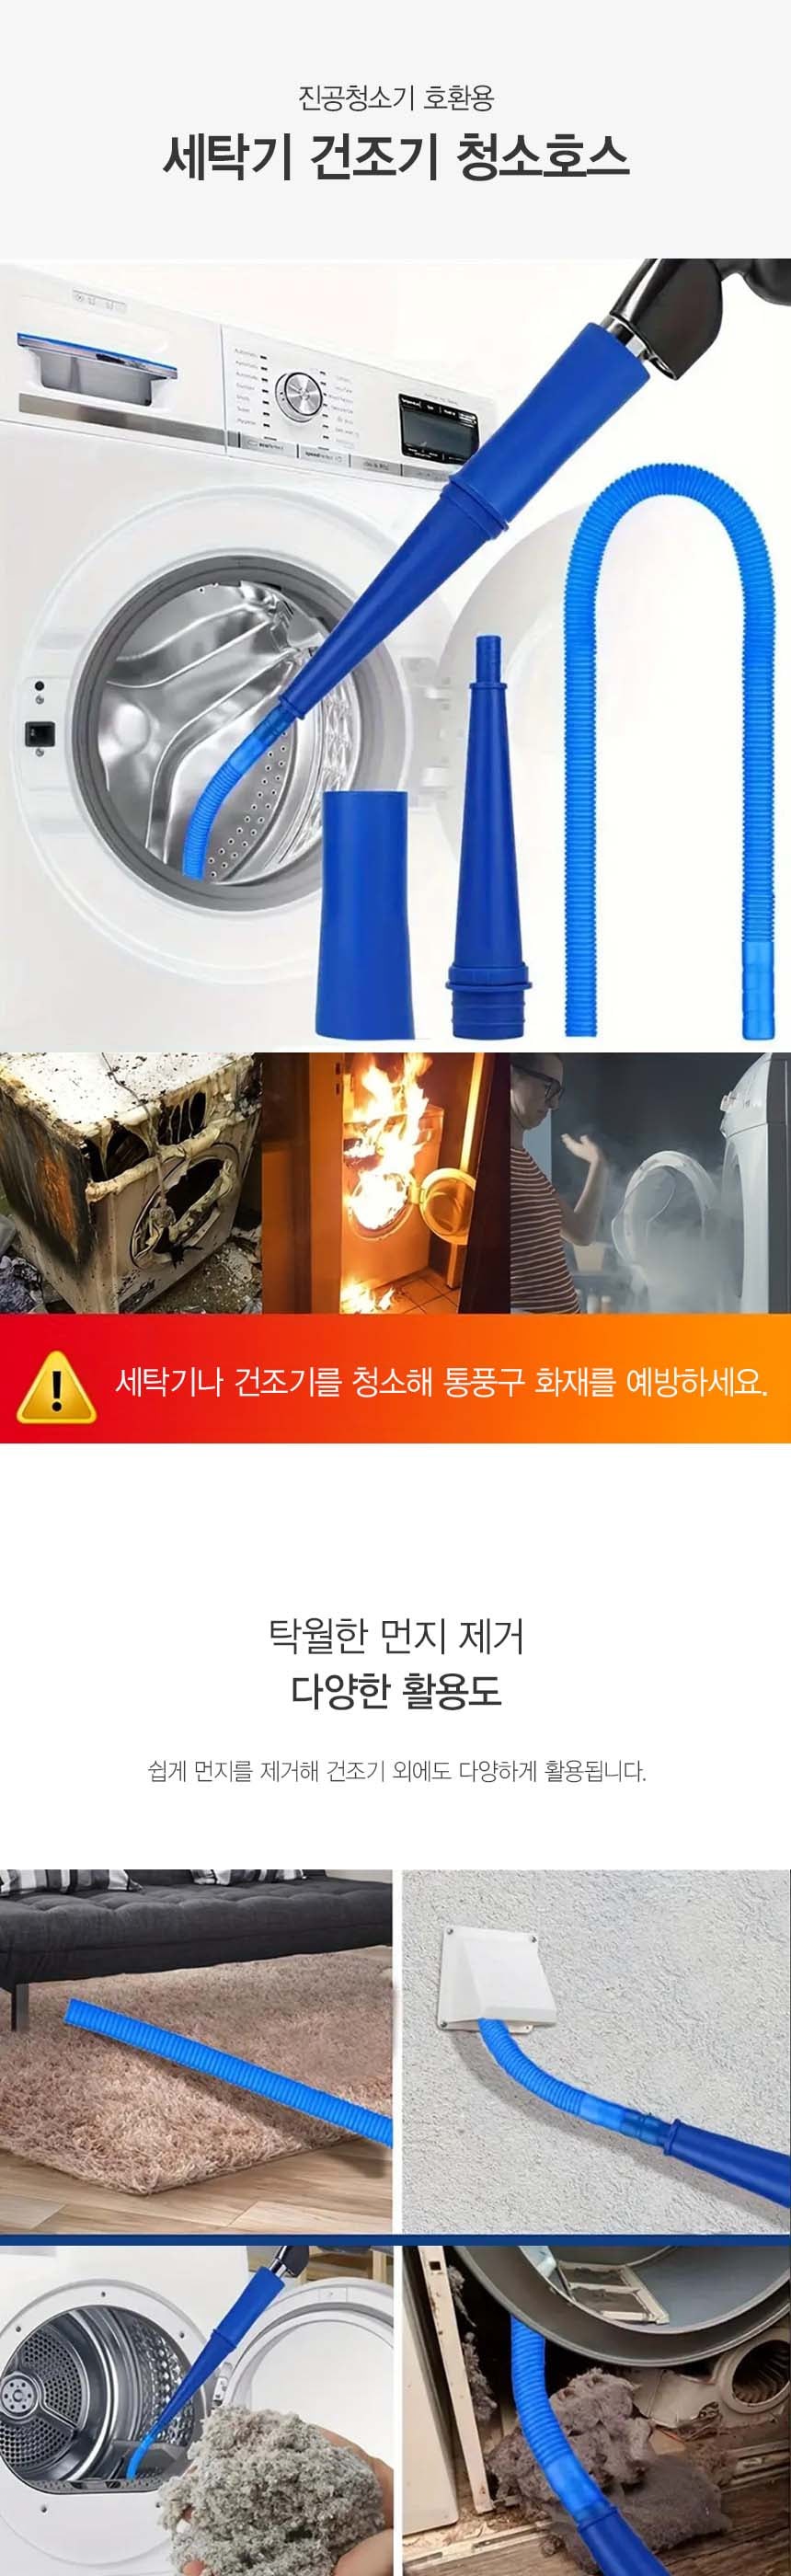 진공청소기 호환용
세탁기 건조기 청소호스
세탁기나 건조기를 청소해 통풍구 화재를 예방하세요.
탁월한 먼지 제거
다양한 활용도
쉽게 먼지를 제거해 건조기 외에도 다양하게 활용됩니다.